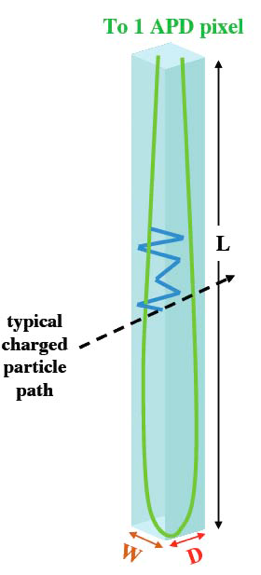 To 1 APD pixel
L
typical
charged
particle
path
W
D